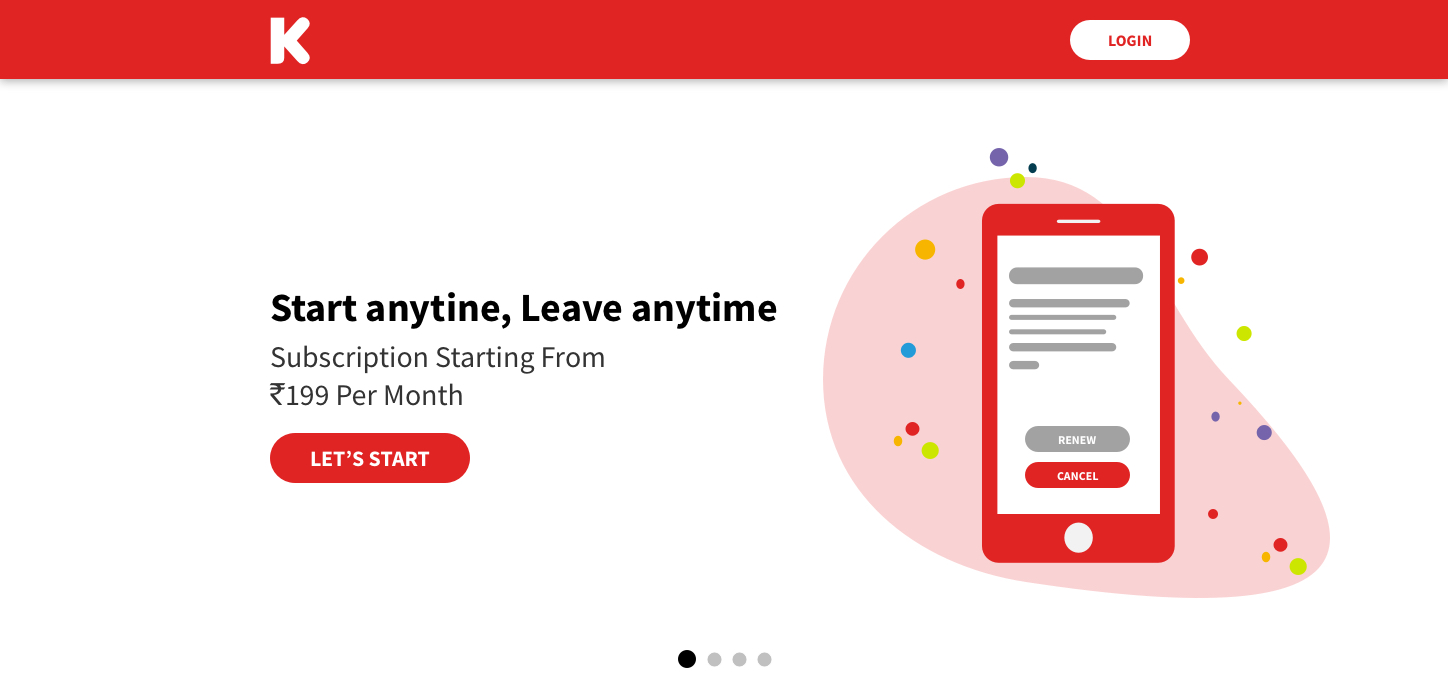 K
LOGIN
Start anytine, Leave anytime
Subscription Starting From
₹199 Per Month
LET’S START
RENEW
CANCEL